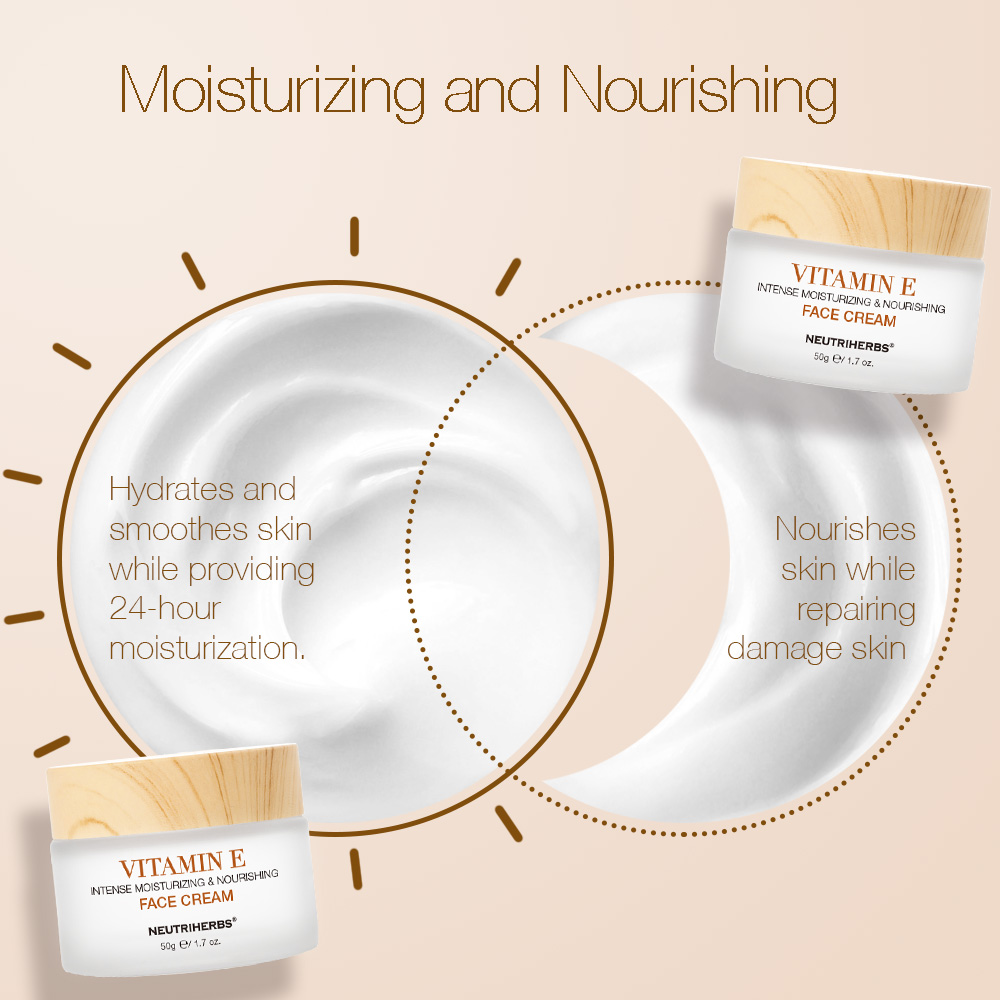 Moisturizing and Nourishing
VITAMIN E
INTENSE MOISTURIZING & NOURISHING
FACE CREAM
NEUTRIHERBS®
50g ℮/ 1.7 oz.
Hydrates and
smoothes skin
while providing
24-hour
moisturization.
Nourishes
skin while
repairing
damage skin
VITAMIN E
INTENSE MOISTURIZING & NOURISHING
FACE CREAM
NEUTRIHERBS®
50g ℮/ 1.7 oz.